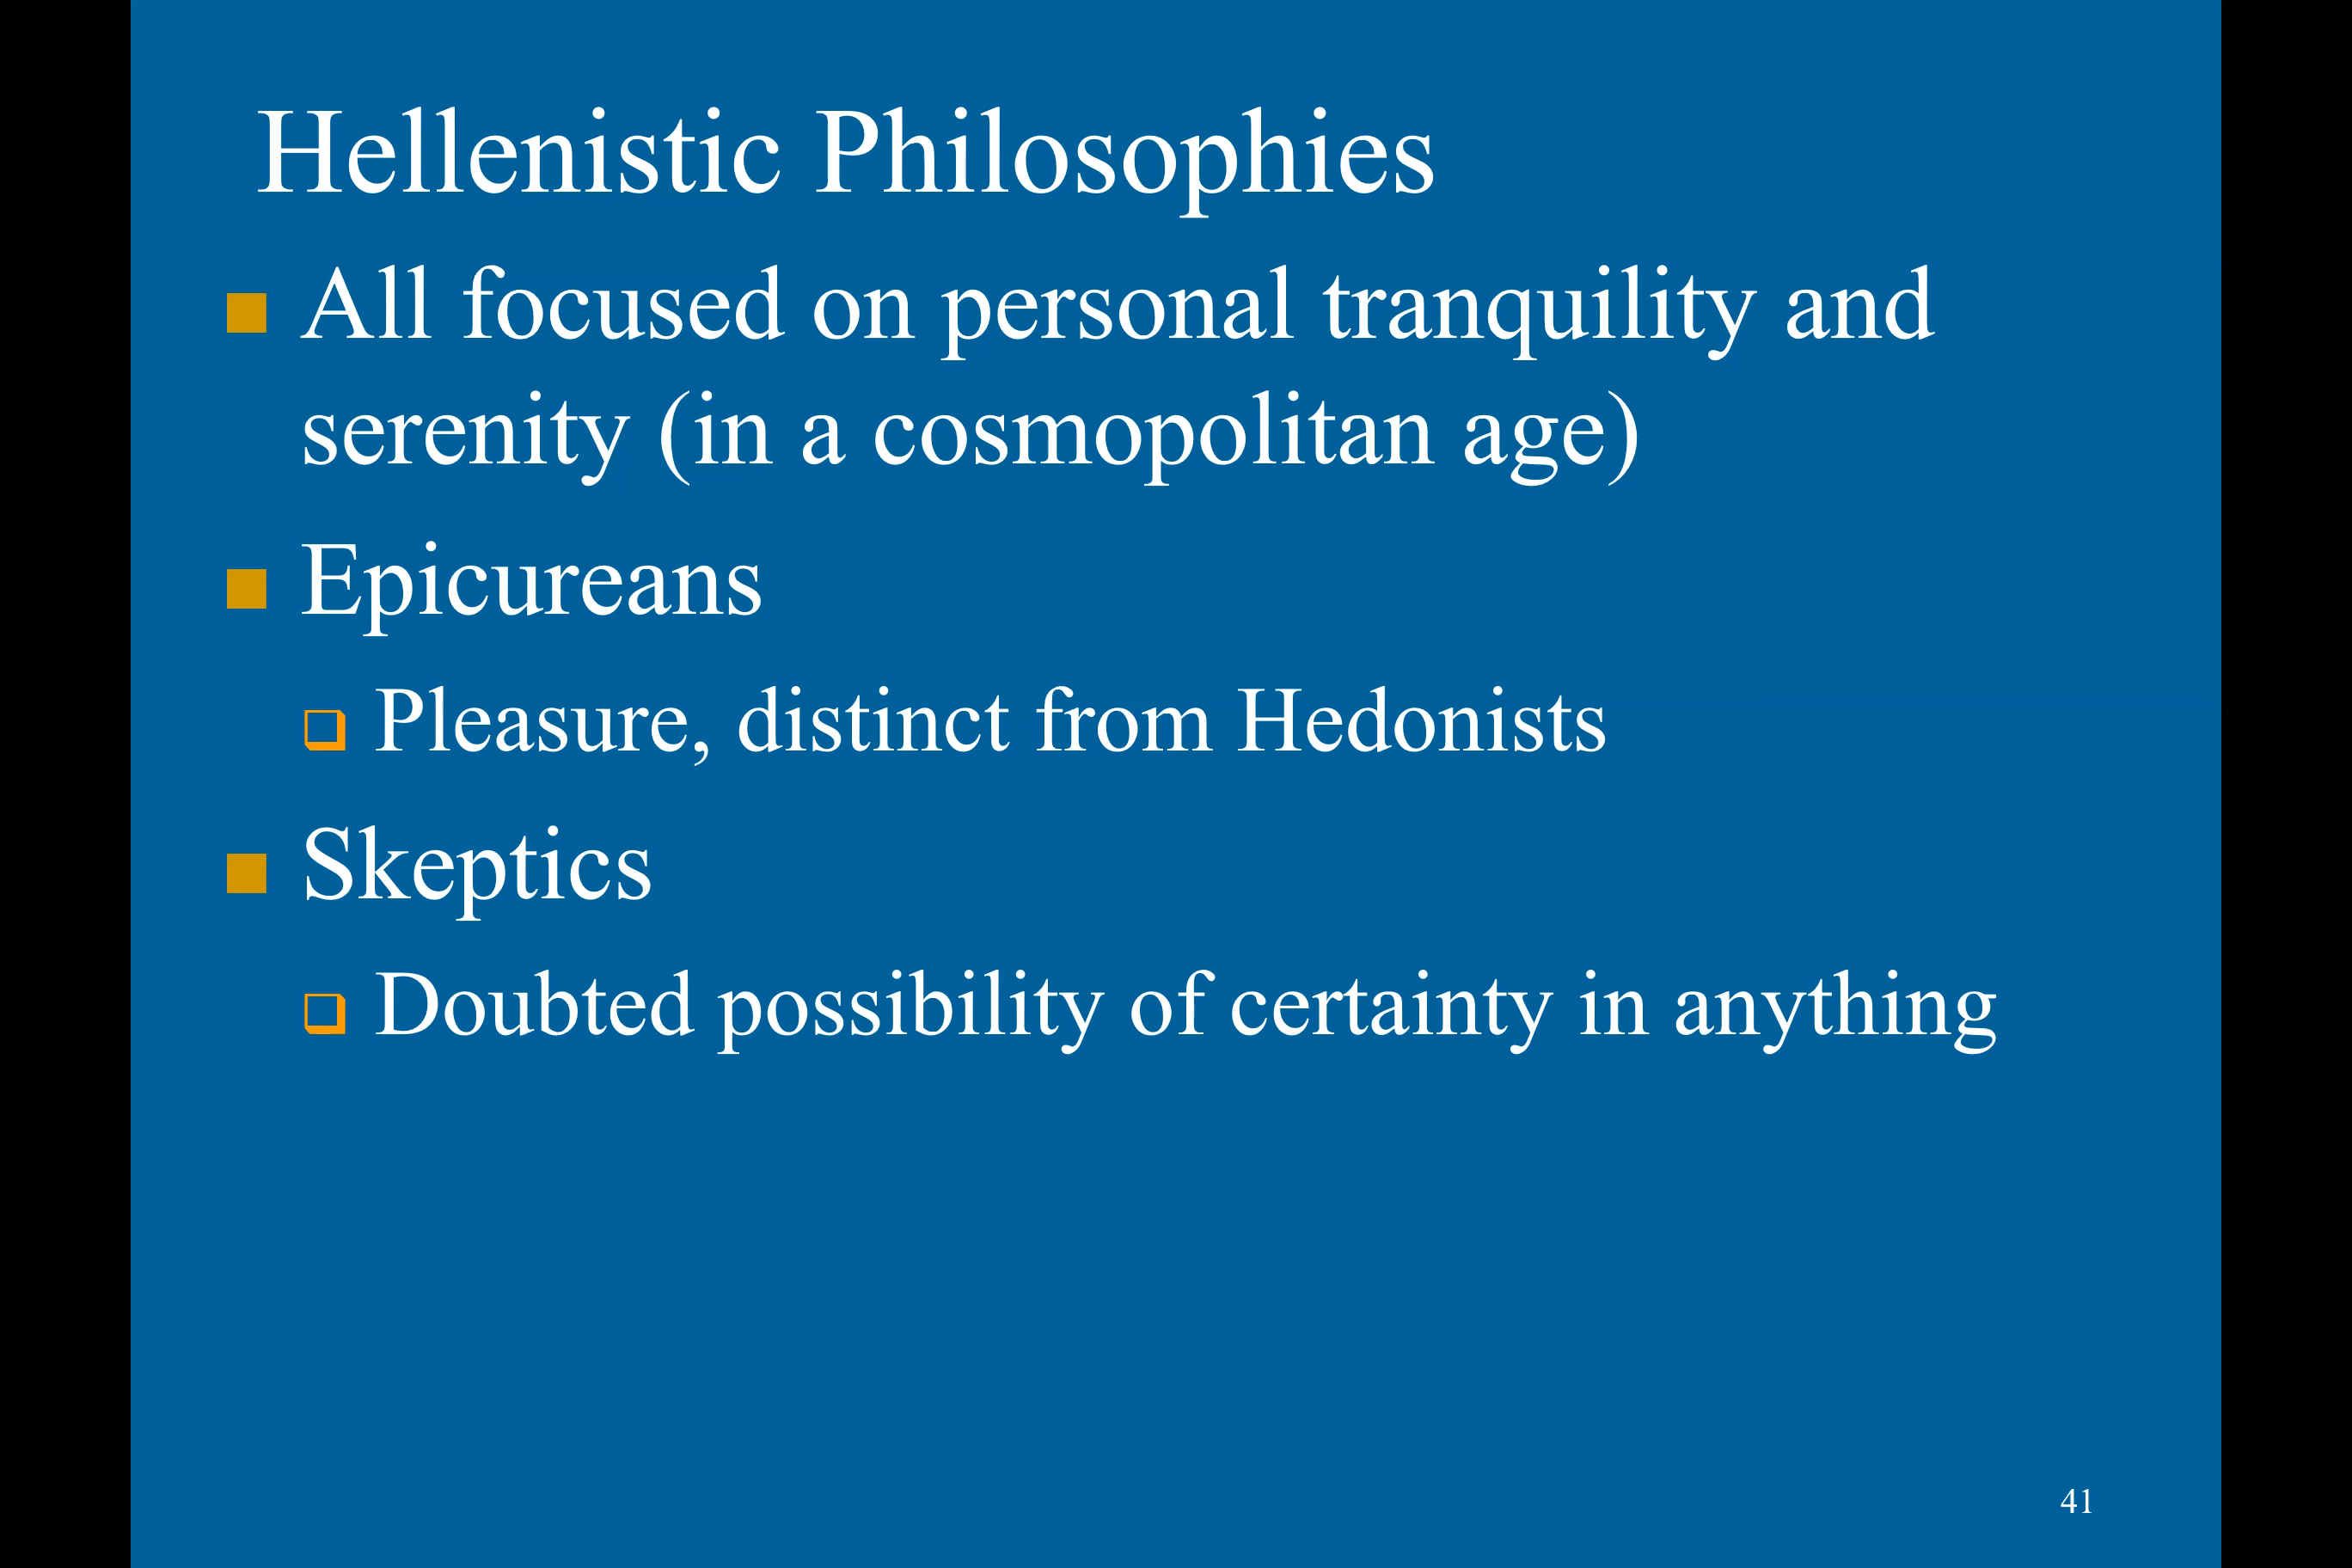 Hellenistic Philosophies
All focused on personal tranquility and
serenity (in a cosmopolitan age)
Epicureans
Pleasure, distinct from Hedonists
Skeptics
Doubted possibility of certainty in anything
41